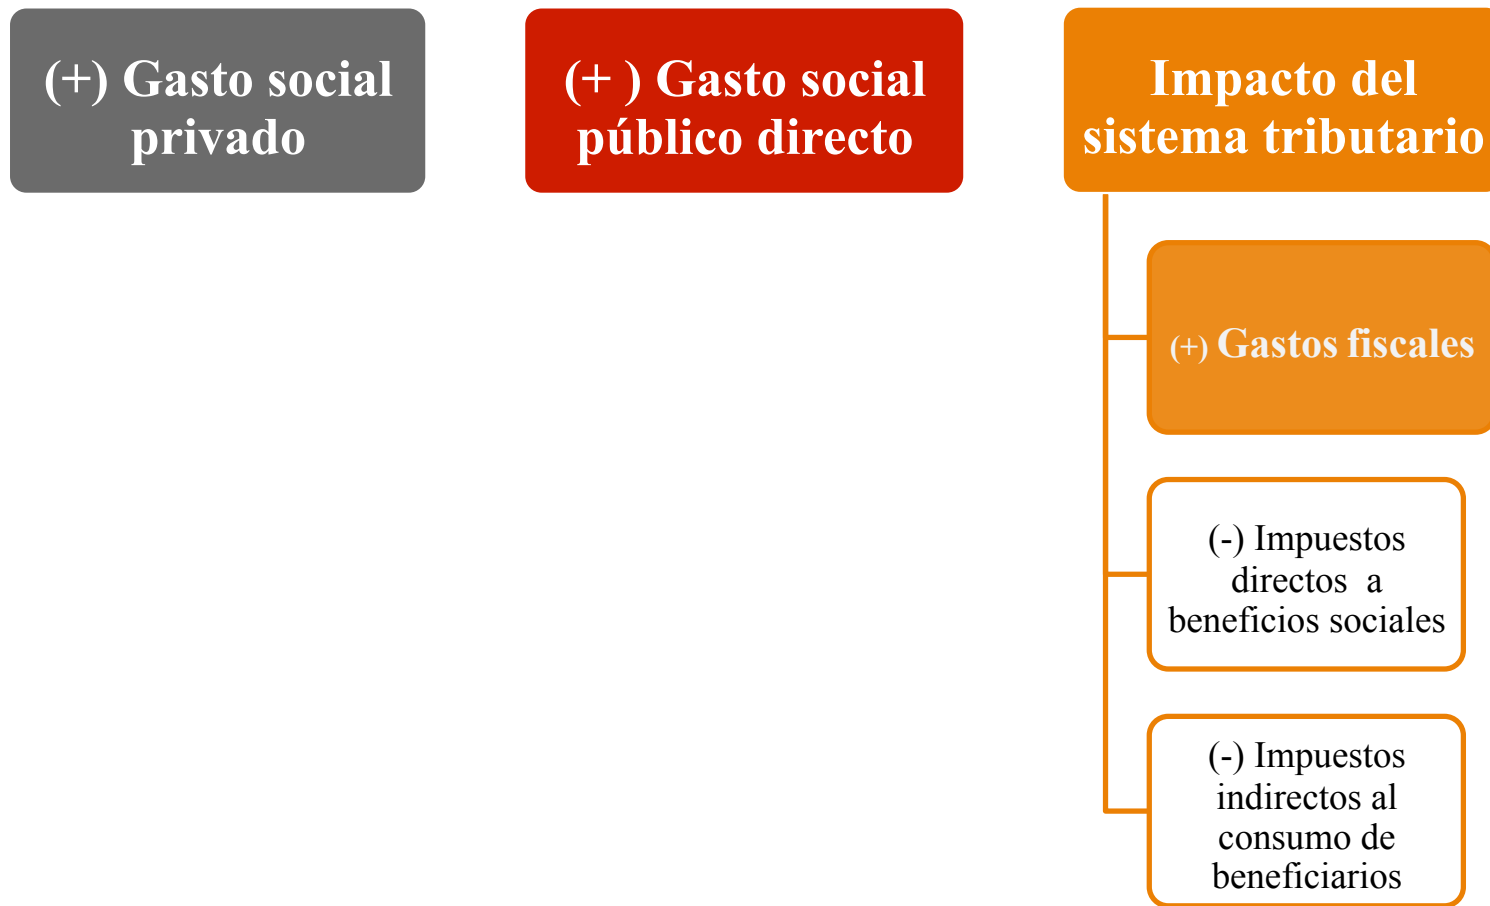 (+) Gasto social
privado
(+ ) Gasto social
público directo
Impacto del
sistema tributario
(+) Gastos fiscales
(-) Impuestos
directos  a
beneficios sociales
(-) Impuestos
indirectos al
consumo de
beneficiarios